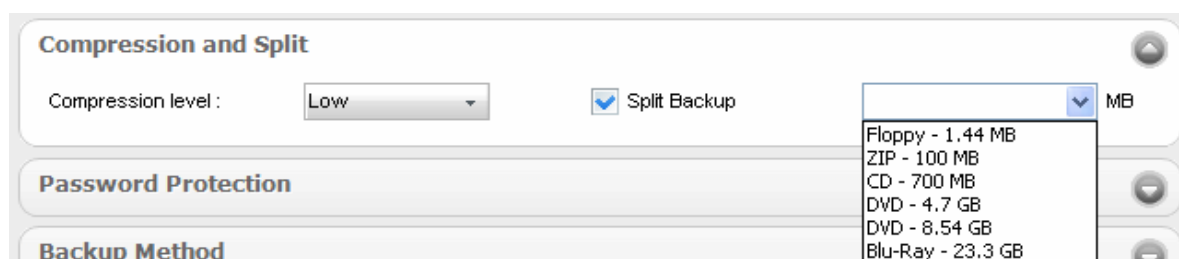 Compression and Split
Compression level : Low Split Backup MB
Floppy - 1.44 MB
ZIP - 100 MB
CD - 700 MB
DVD - 4.7 GB
DVD - 8.54 GB
Blu-Ray - 23.3 GB
Password Protection
Backup Method